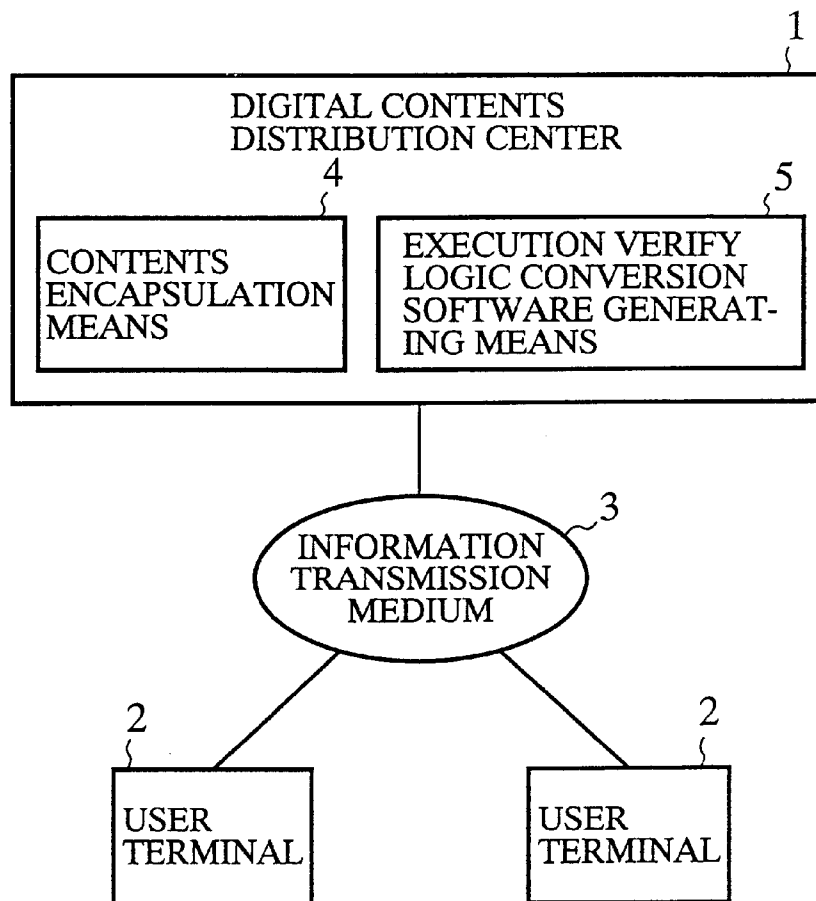 1
DIGITAL CONTENTS
DISTRIBUTION CENTER
4
CONTENTS
ENCAPSULATION
MEANS
5
EXECUTION VERIFY
LOGIC CONVERSION
SOFTWARE GENERAT-
ING MEANS
3
INFORMATION
TRANSMISSION
MEDIUM
2
USER
TERMINAL
2
USER
TERMINAL